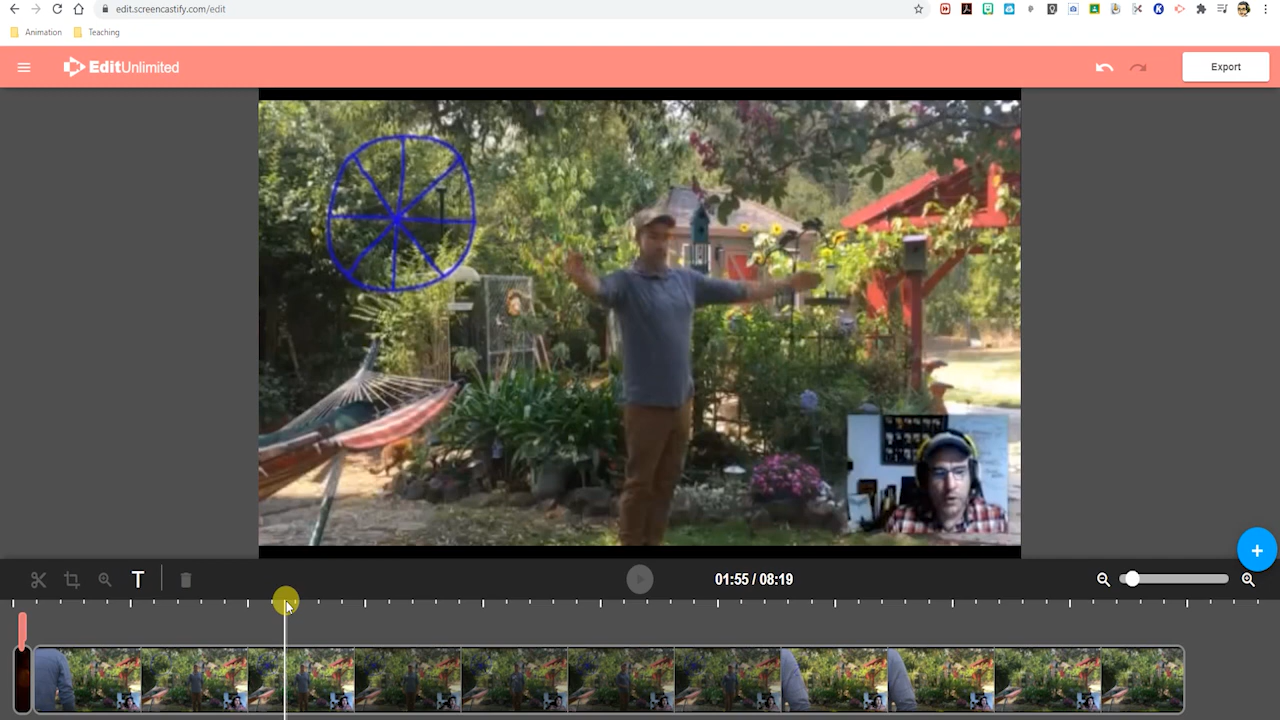 edit.screencastify.com/edit
Animation
Teaching
EditUnlimited
Export
T
01:55 / 08:19